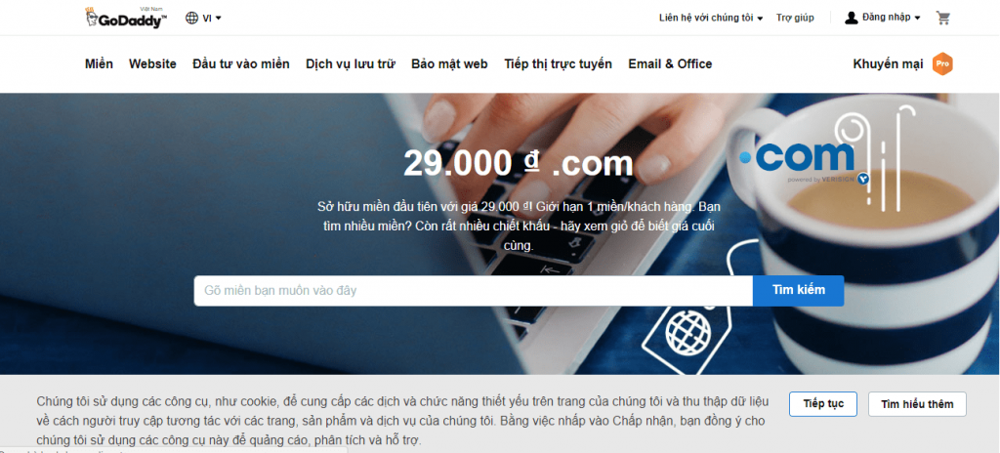 Việt Nam
GoDaddy™
VI
Liên hệ với chúng tôi
Trợ giúp
Đăng nhập
Miền
Website
Đầu tư vào miền
Dịch vụ lưu trữ
Bảo mật web
Tiếp thị trực tuyến
Email & Office
Khuyến mại
Pro
29.000 ₫ .com
.com
powered by VERISIGN
Sở hữu miền đầu tiên với giá 29.000 ₫! Giới hạn 1 miền/khách hàng. Bạn
tìm nhiều miền? Còn rất nhiều chiết khấu - hãy xem giỏ để biết giá cuối
cùng.
Gõ miền bạn muốn vào đây
Tìm kiếm
Chúng tôi sử dụng các công cụ, như cookie, để cung cấp các dịch và chức năng thiết yếu trên trang của chúng tôi và thu thập dữ liệu
về cách người truy cập tương tác với các trang, sản phẩm và dịch vụ của chúng tôi. Bằng việc nhấp vào Chấp nhận, bạn đồng ý cho
chúng tôi sử dụng các công cụ này để quảng cáo, phân tích và hỗ trợ.
Tiếp tục
Tìm hiểu thêm